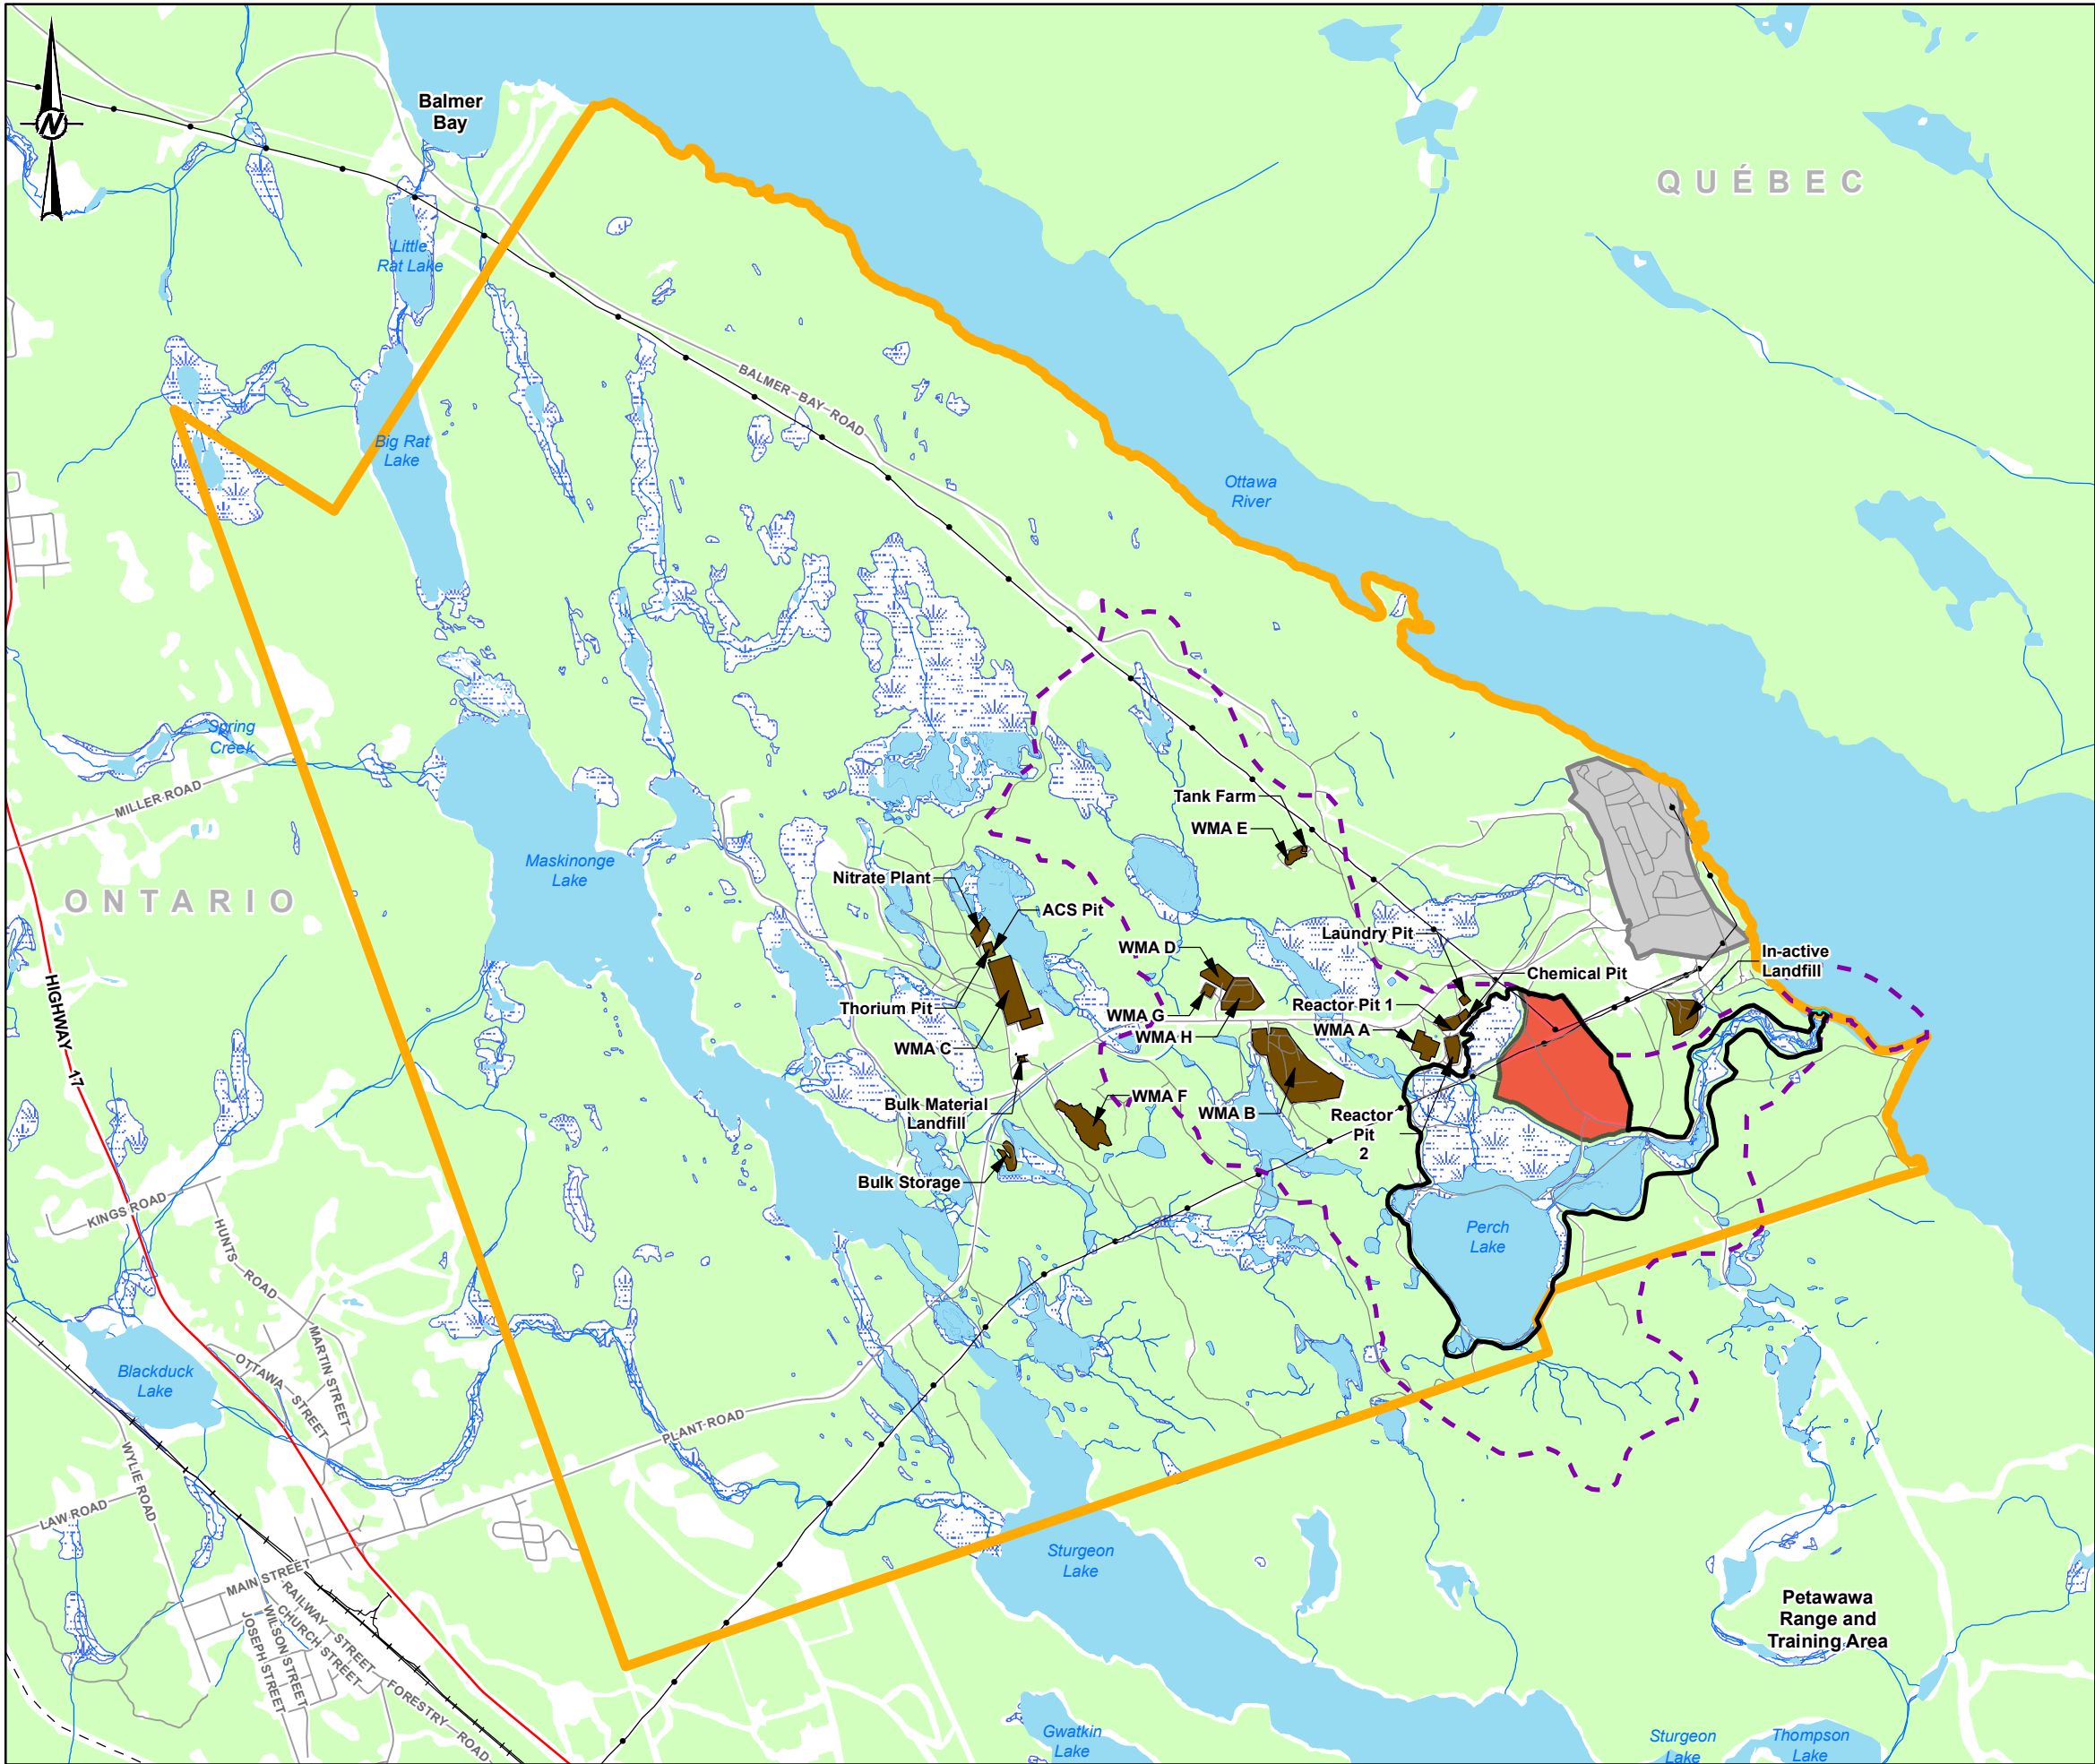 N
Balmer
Bay
QUÉBEC
Little
Rat Lake
BALMER BAY ROAD
Big Rat
Lake
Ottawa
River
Spring
Creek
MILLER ROAD
Tank Farm
WMA E
Maskinonge
Lake
ONTARIO
Nitrate Plant
ACS Pit
WMA D
Laundry Pit
In-active
Landfill
Chemical Pit
Thorium Pit
WMA G
Reactor Pit 1
WMA H
WMA A
WMA C
HIGHWAY 17
Bulk Material
Landfill
WMA F
WMA B
Reactor
Pit
2
Bulk Storage
KINGS ROAD
HUNTS ROAD
Perch
Lake
MARTIN STREET
OTTAWA STREET
Blackduck
Lake
PLANT ROAD
WYLIE ROAD
LAW ROAD
MAIN STREET
Sturgeon
Lake
RAILWAY STREET
CHURCH STREET
WILSON STREET
JOSEPH STREET
FORESTRY ROAD
Petawawa
Range and
Training Area
Gwatkin
Lake
Sturgeon
Lake
Thompson
Lake